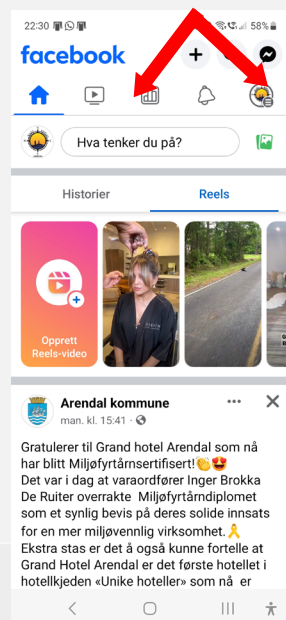 22:30
58%
facebook
Hva tenker du på?
Historier
Reels
Opprett
Reels-video
Arendal kommune
man. kl. 15:41 ·
Gratulerer til Grand hotel Arendal som nå
har blitt Miljøfyrtårnsertifisert!👏😍
Det var i dag at varaordfører Inger Brokka
De Ruiter overrakte Miljøfyrtårndiplomet
som et synlig bevis på deres solide innsats
for en mer miljøvennlig virksomhet.🎗️
Ekstra stas er det å også kunne fortelle at
Grand Hotel Arendal er det første hotellet i
hotellkjeden «Unike hoteller» som nå er